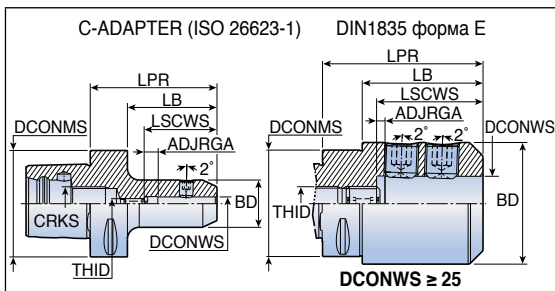 C-ADAPTER (ISO 26623-1) DIN1835 форма E
LPR
LB
LSCWS
ADJRGA
2°
DCONMS
CRKS
THID
DCONWS
BD
LPR
LB
LSCWS
ADJRGA
2° 2°
DCONMS
DCONWS
THID
BD
DCONWS ≥ 25